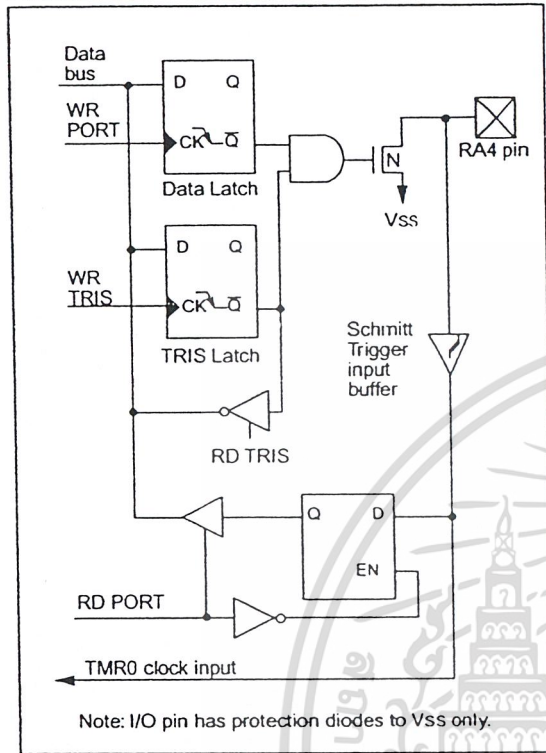 Data
bus
D Q
WR
PORT
CK Q
N
RA4 pin
Data Latch
VSS
D Q
WR
TRIS
CK Q
Schmitt
Trigger
input
buffer
TRIS Latch
RD TRIS
Q D
EN
RD PORT
TMR0 clock input
Note: I/O pin has protection diodes to VSS only.